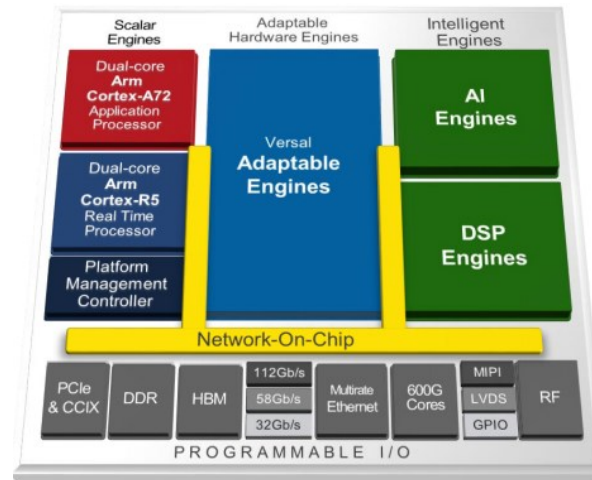 Scalar
Engines
Adaptable
Hardware Engines
Intelligent
Engines
Dual-core
Arm
Cortex-A72
Application
Processor
Dual-core
Arm
Cortex-R5
Real Time
Processor
Platform
Management
Controller
Versal
Adaptable
Engines
AI
Engines
DSP
Engines
Network-On-Chip
PCIe
& CCIX
DDR
HBM
112Gb/s
58Gb/s
32Gb/s
Multirate
Ethernet
600G
Cores
MIPI
LVDS
GPIO
RF
PROGRAMMABLE I/O